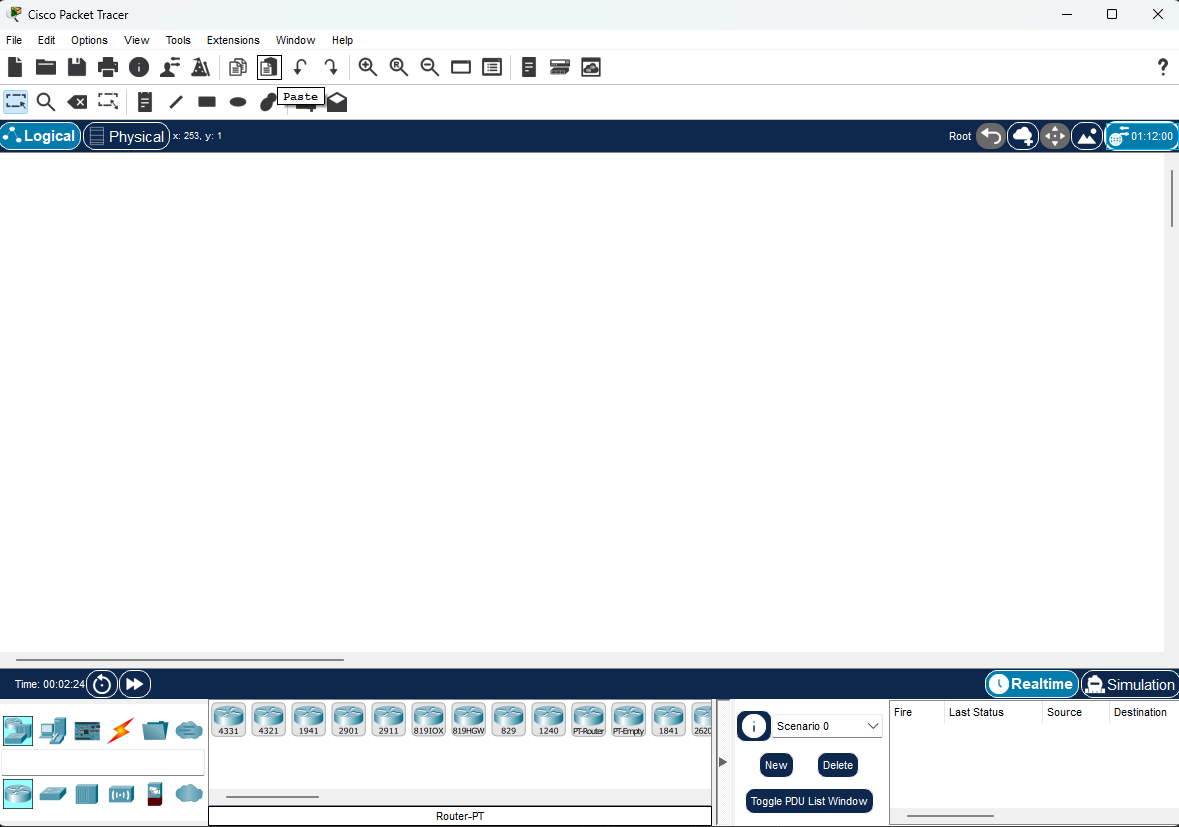 Cisco Packet Tracer
File Edit Options View Tools Extensions Window Help
Paste
Logical Physical x: 253, y: 1 Root 01:12:00
Time: 00:02:24 Realtime Simulation
4331 4321 1941 2901 2911 819IOX 819HGW 829 1240 PT-Router PT-Empty 1841 2620
Scenario 0
Fire Last Status Source Destination
New Delete
Toggle PDU List Window
Router-PT